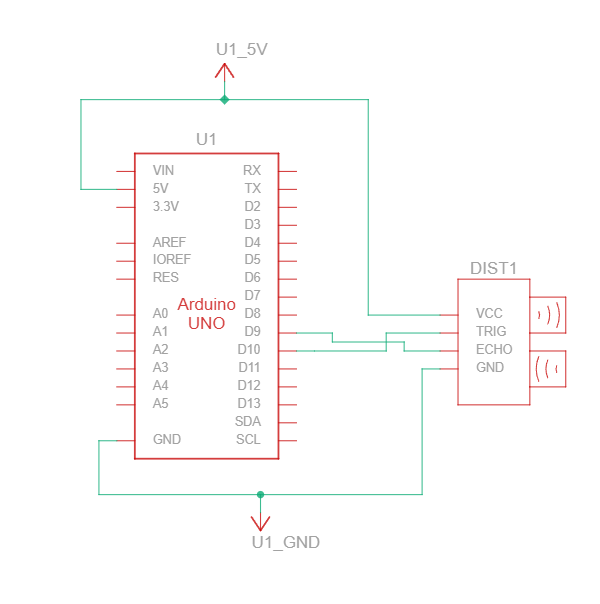 U1_5V
U1
VIN
5V
3.3V
AREF
IOREF
RES
A0
A1
A2
A3
A4
A5
GND
Arduino
UNO
RX
TX
D2
D3
D4
D5
D6
D7
D8
D9
D10
D11
D12
D13
SDA
SCL
DIST1
VCC
TRIG
ECHO
GND
U1_GND